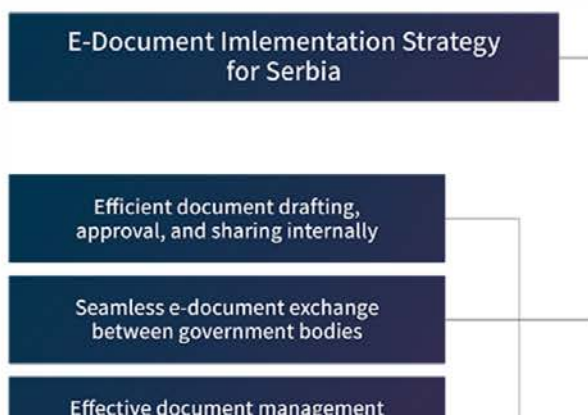 E-Document Imlementation Strategy
for Serbia
Efficient document drafting,
approval, and sharing internally
Seamless e-document exchange
between government bodies
Effective document management